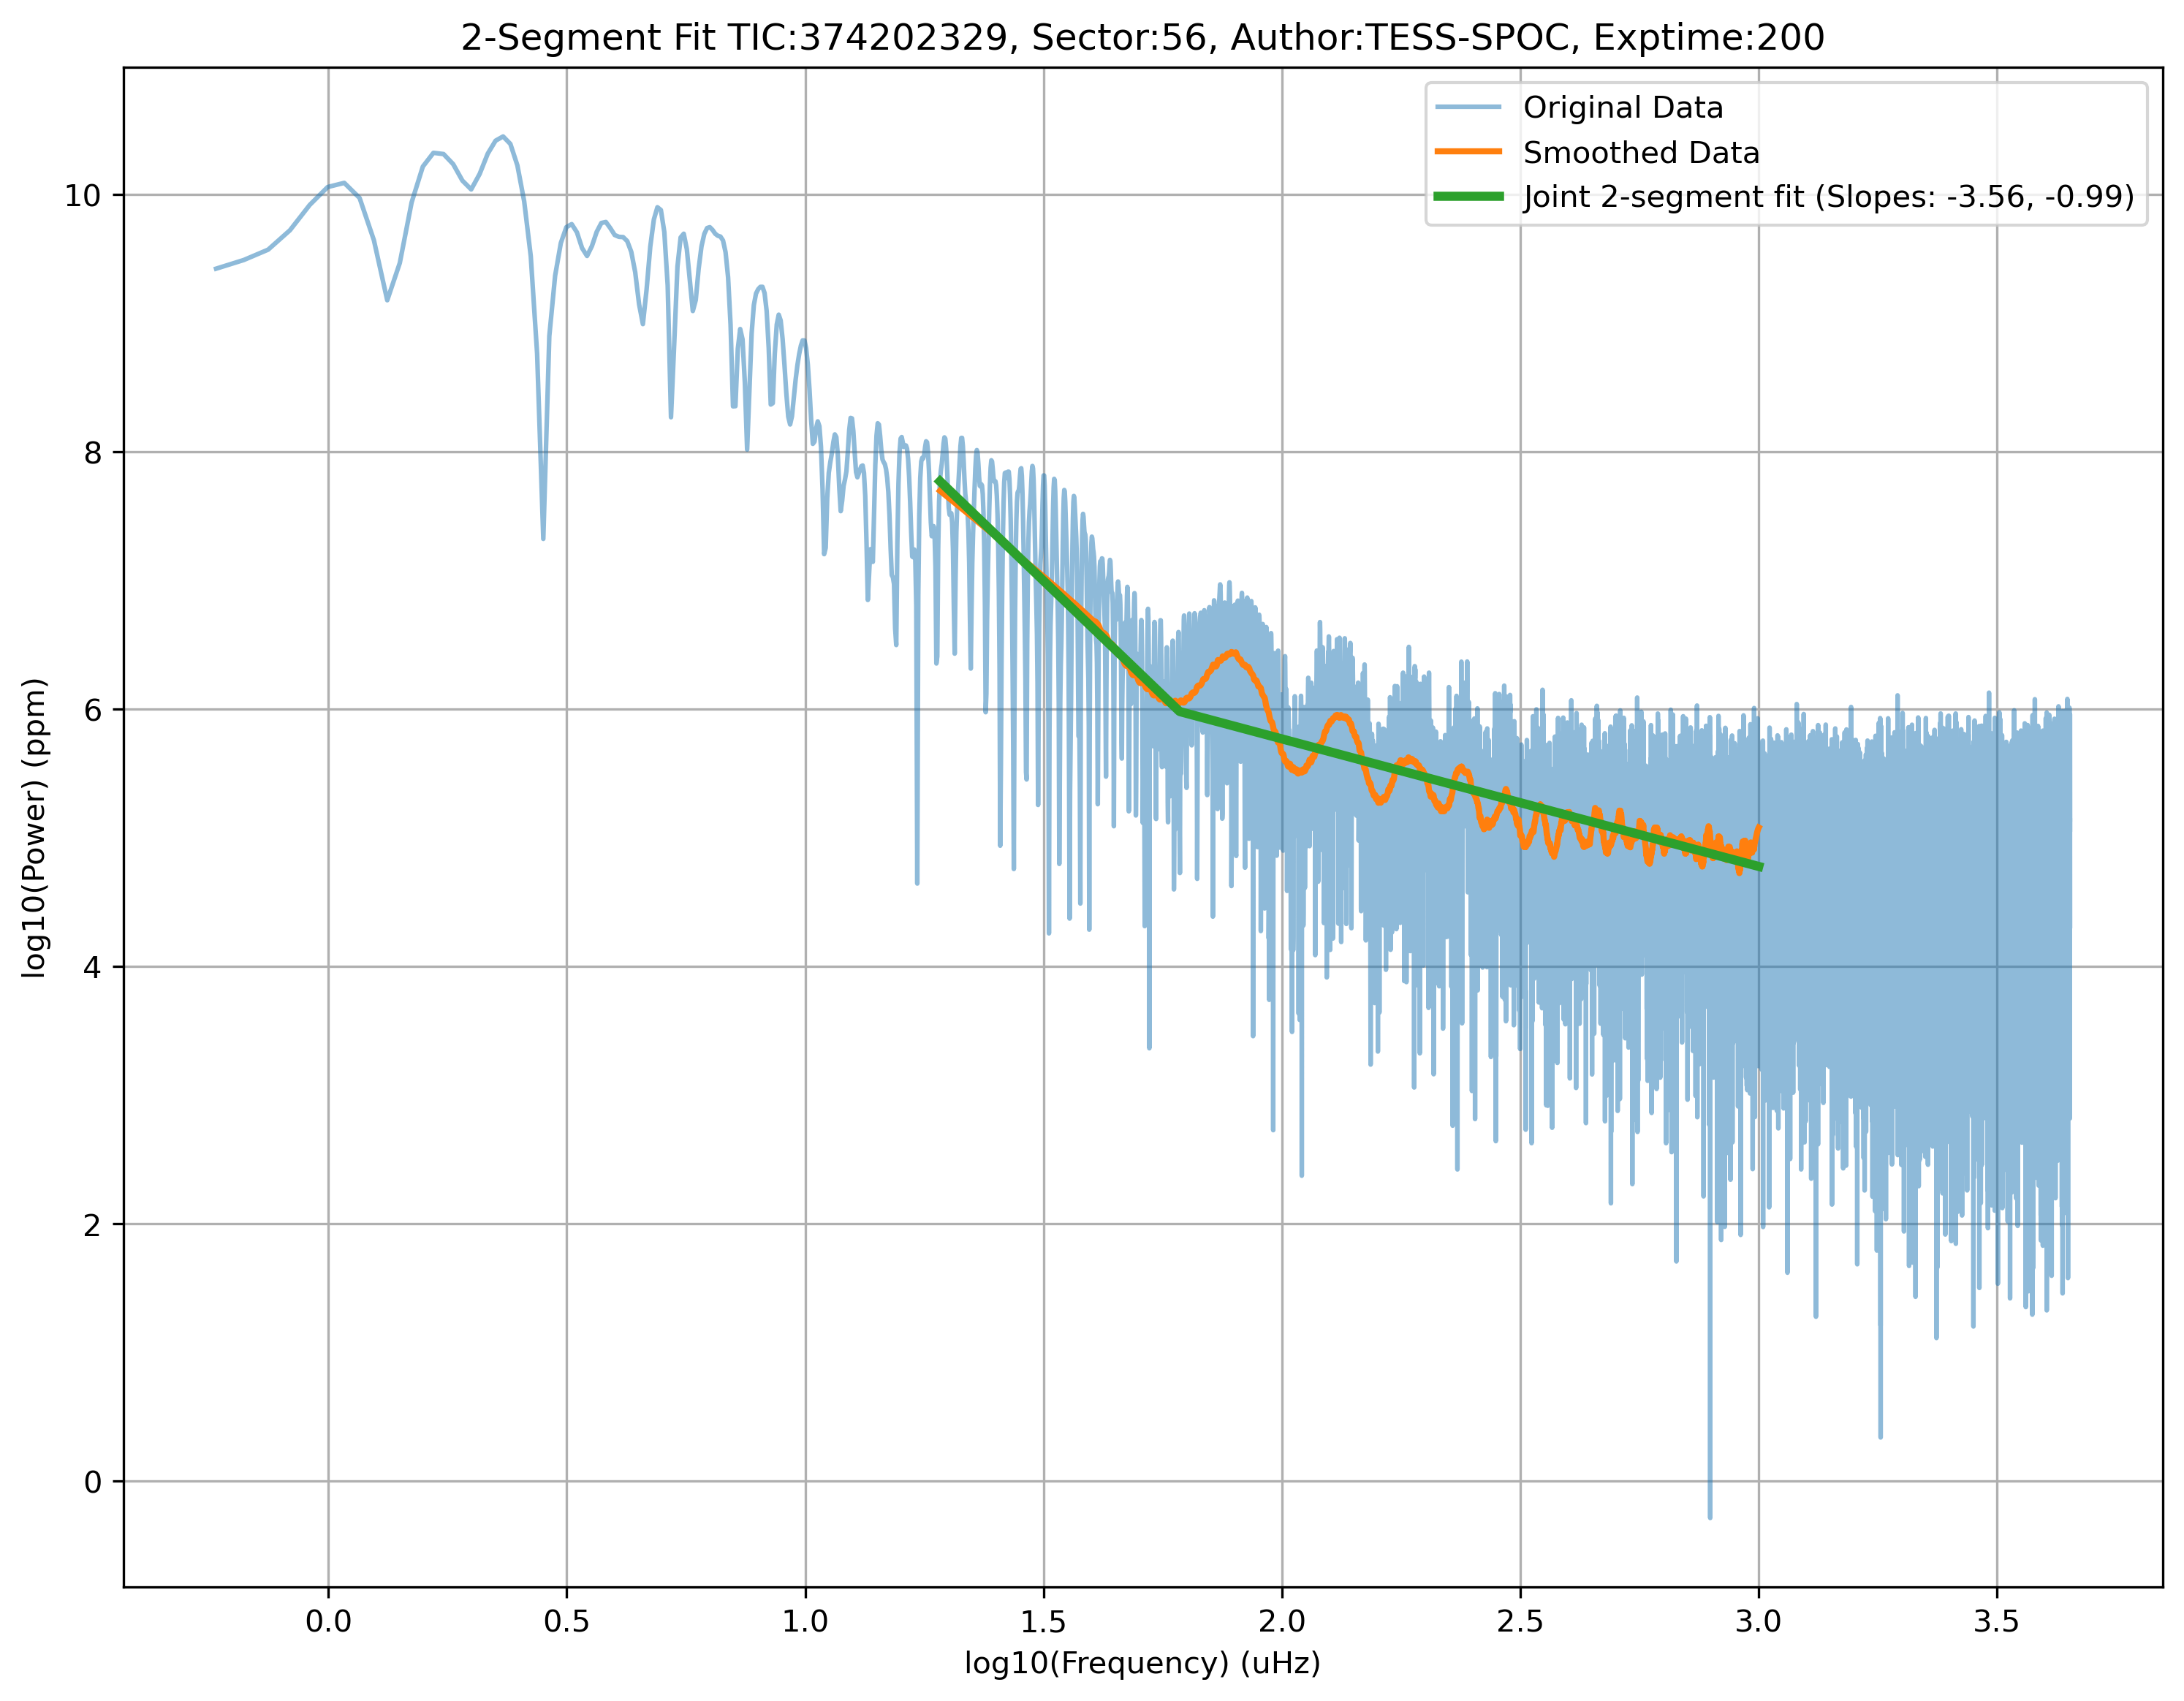 2-Segment Fit TIC:374202329, Sector:56, Author:TESS-SPOC, Exptime:200
Original Data
Smoothed Data
Joint 2-segment fit (Slopes: -3.56, -0.99)
log10(Power) (ppm)
10
8
6
4
2
0
0.0 0.5 1.0 1.5 2.0 2.5 3.0 3.5
log10(Frequency) (uHz)